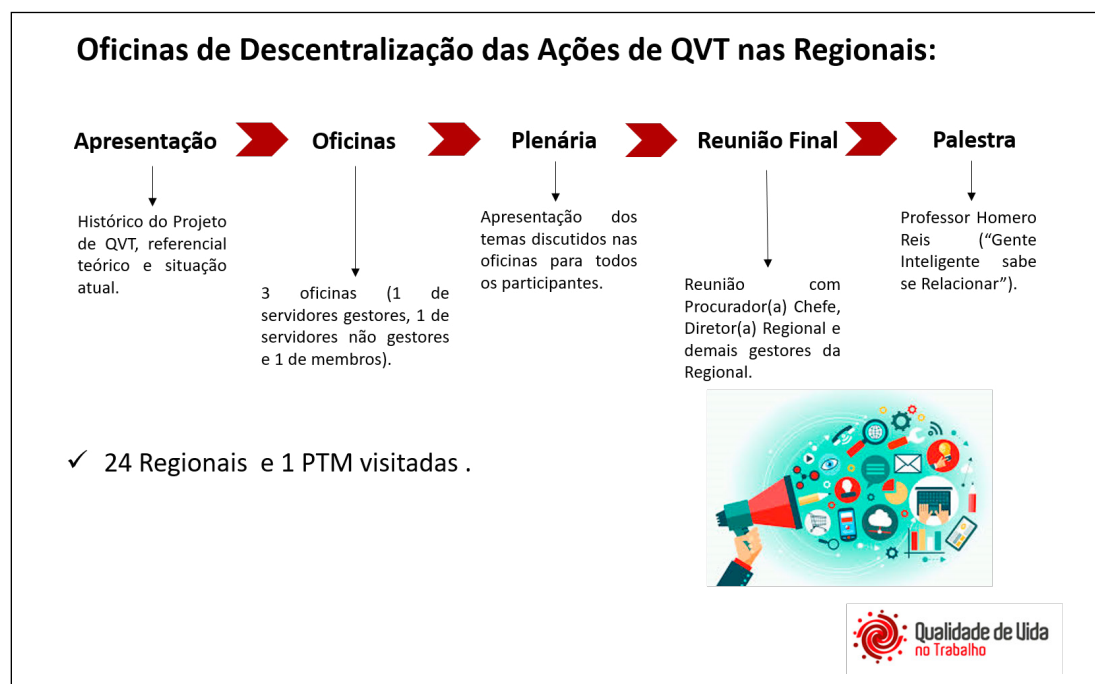 Oficinas de Descentralização das Ações de QVT nas Regionais:
Apresentação
Oficinas
Plenária
Reunião Final
Palestra
Histórico do Projeto
de QVT, referencial
teórico e situação
atual.
3 oficinas (1 de
servidores gestores, 1 de
servidores não gestores
e 1 de membros).
Apresentação dos
temas discutidos nas
oficinas para todos
os participantes.
Reunião com
Procurador(a) Chefe,
Diretor(a) Regional e
demais gestores da
Regional.
Professor Homero
Reis (“Gente
Inteligente sabe
se Relacionar”).
✓ 24 Regionais e 1 PTM visitadas .
Qualidade de Vida
no Trabalho